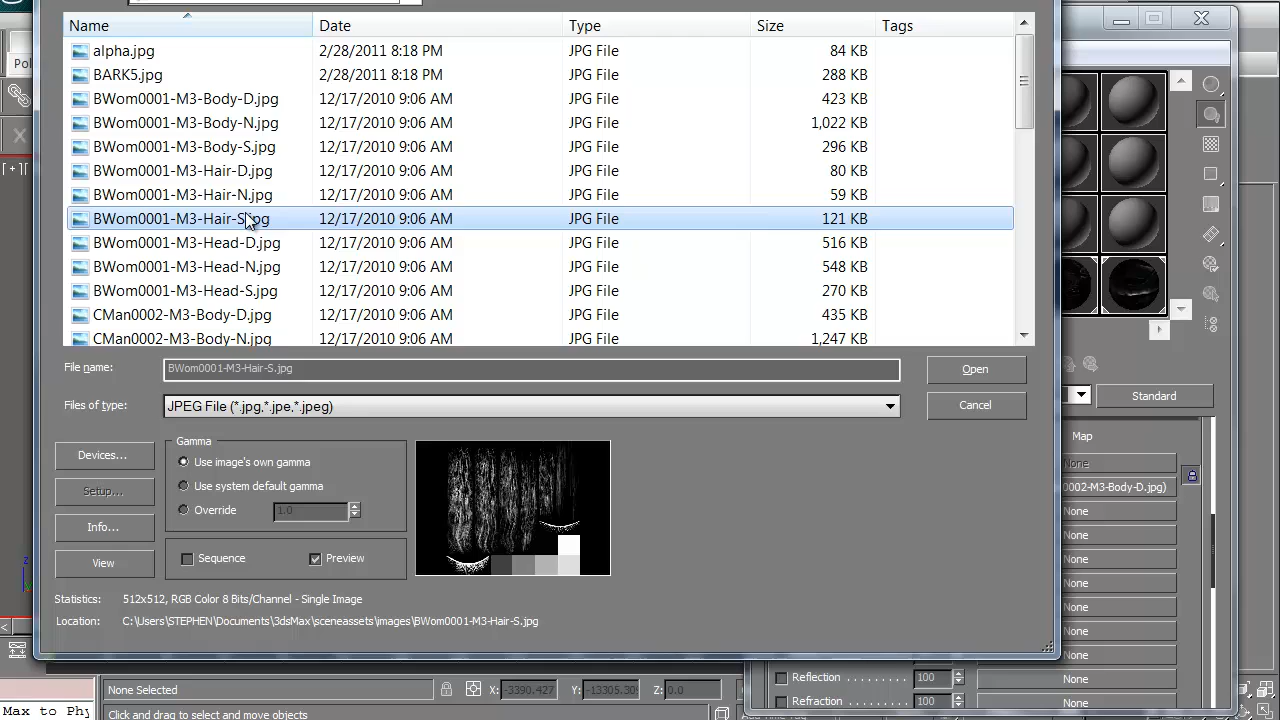 Name Date Type Size Tags
alpha.jpg 2/28/2011 8:18 PM JPG File 84 KB
BARK5.jpg 2/28/2011 8:18 PM JPG File 288 KB
BWom0001-M3-Body-D.jpg 12/17/2010 9:06 AM JPG File 423 KB
BWom0001-M3-Body-N.jpg 12/17/2010 9:06 AM JPG File 1,022 KB
BWom0001-M3-Body-S.jpg 12/17/2010 9:06 AM JPG File 296 KB
BWom0001-M3-Hair-D.jpg 12/17/2010 9:06 AM JPG File 80 KB
BWom0001-M3-Hair-N.jpg 12/17/2010 9:06 AM JPG File 59 KB
BWom0001-M3-Hair-S.jpg 12/17/2010 9:06 AM JPG File 121 KB
BWom0001-M3-Head-D.jpg 12/17/2010 9:06 AM JPG File 516 KB
BWom0001-M3-Head-N.jpg 12/17/2010 9:06 AM JPG File 548 KB
BWom0001-M3-Head-S.jpg 12/17/2010 9:06 AM JPG File 270 KB
CMan0002-M3-Body-D.jpg 12/17/2010 9:06 AM JPG File 435 KB
CMan0002-M3-Body-N.jpg 12/17/2010 9:06 AM JPG File 1,247 KB
File name: BWom0001-M3-Hair-S.jpg Open
Files of type: JPEG File (*.jpg,*.jpe,*.jpeg) Cancel
Gamma
Devices... Use image's own gamma
Setup... Use system default gamma
Override 1.0
Info...
Sequence Preview
View
Statistics: 512x512, RGB Color 8 Bits/Channel - Single Image
Location: C:\Users\STEPHEN\Documents\3dsMax\sceneassets\images\BWom0001-M3-Hair-S.jpg
Pol
[+]
Standard
Map
None
0002-M3-Body-D.jpg)
None
None
None
None
None
None
None
Reflection . . . . . . . . . 100 None
Refraction . . . . . . . . 100 None
None Selected X: -3390.427 Y: -13305.30 Z: 0.0
Max to Phy Click and drag to select and move objects